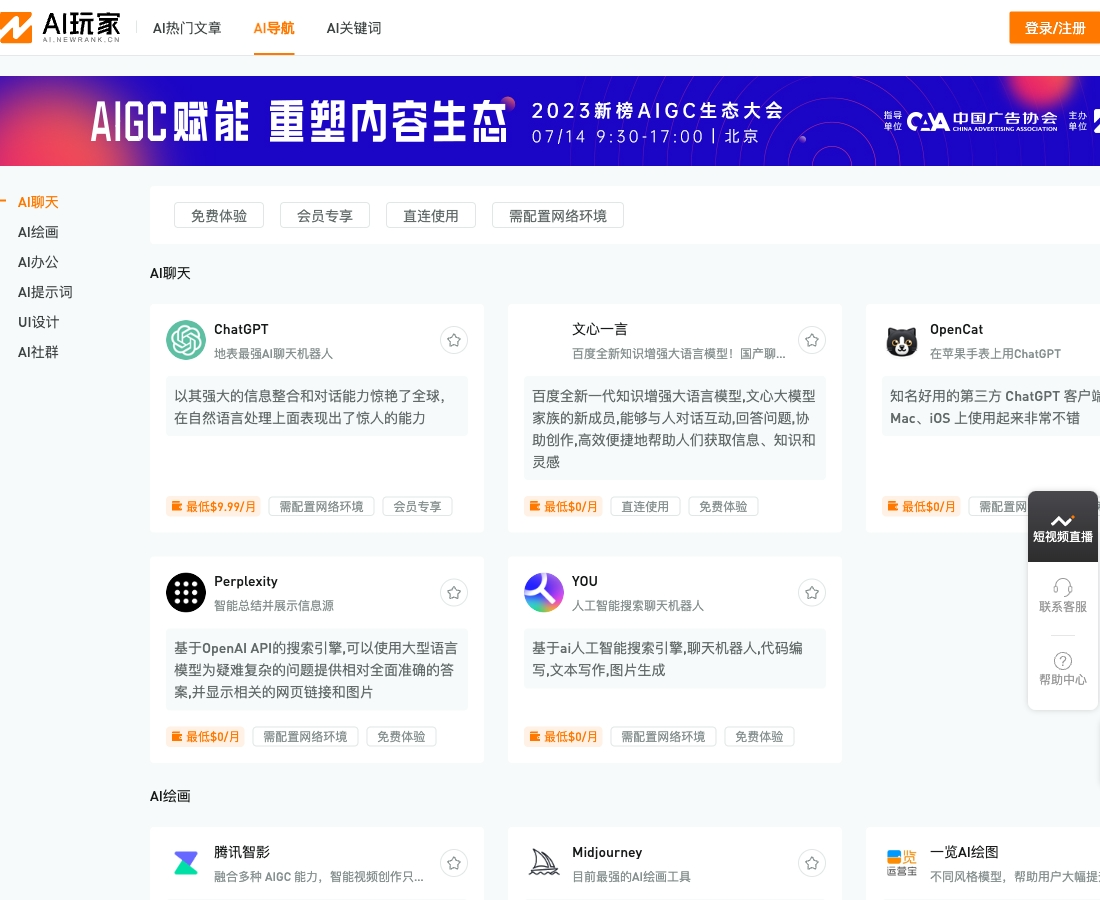 AI玩家
AI.NEWRANK.CN
AI热门文章
AI导航
AI关键词
登录/注册
AIGC赋能 重塑内容生态
2023新榜AIGC生态大会
07/14 9:30-17:00 | 北京
指导单位
CAA 中国广告协会
CHINA ADVERTISING ASSOCIATION
主办单位
AI聊天
AI绘画
AI办公
AI提示词
UI设计
AI社群
免费体验
会员专享
直连使用
需配置网络环境
AI聊天
ChatGPT
地表最强AI聊天机器人
以其强大的信息整合和对话能力惊艳了全球，
在自然语言处理上面表现出了惊人的能力
最低$9.99/月
需配置网络环境
会员专享
文心一言
百度全新知识增强大语言模型！国产聊...
百度全新一代知识增强大语言模型,文心大模型
家族的新成员,能够与人对话互动,回答问题,协
助创作,高效便捷地帮助人们获取信息、知识和
灵感
最低$0/月
直连使用
免费体验
OpenCat
在苹果手表上用ChatGPT
知名好用的第三方 ChatGPT 客户端
Mac、iOS 上使用起来非常不错
最低$0/月
需配置网
短视频直播
联系客服
帮助中心
Perplexity
智能总结并展示信息源
基于OpenAI API的搜索引擎,可以使用大型语言
模型为疑难复杂的问题提供相对全面准确的答
案,并显示相关的网页链接和图片
最低$0/月
需配置网络环境
免费体验
YOU
人工智能搜索聊天机器人
基于ai人工智能搜索引擎,聊天机器人,代码编
写,文本写作,图片生成
最低$0/月
需配置网络环境
免费体验
AI绘画
腾讯智影
融合多种 AIGC 能力，智能视频创作只...
Midjourney
目前最强的AI绘画工具
览
运营宝
一览AI绘图
不同风格模型，帮助用户大幅提